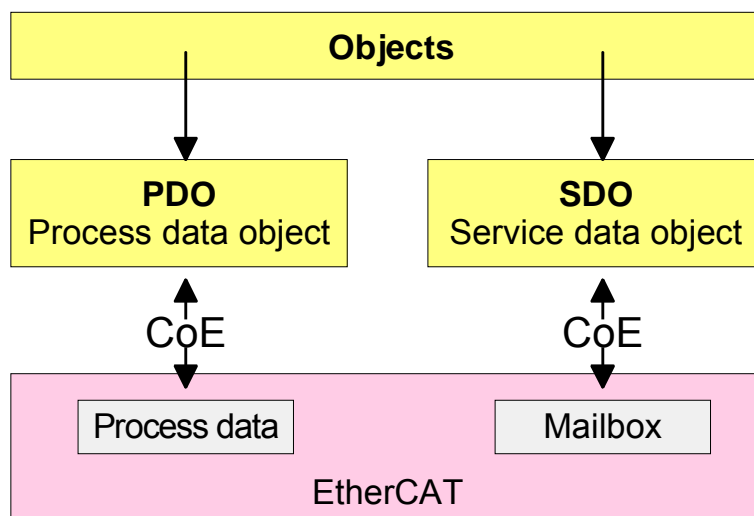 Objects
PDO
Process data object
SDO
Service data object
CoE
CoE
Process data
Mailbox
EtherCAT